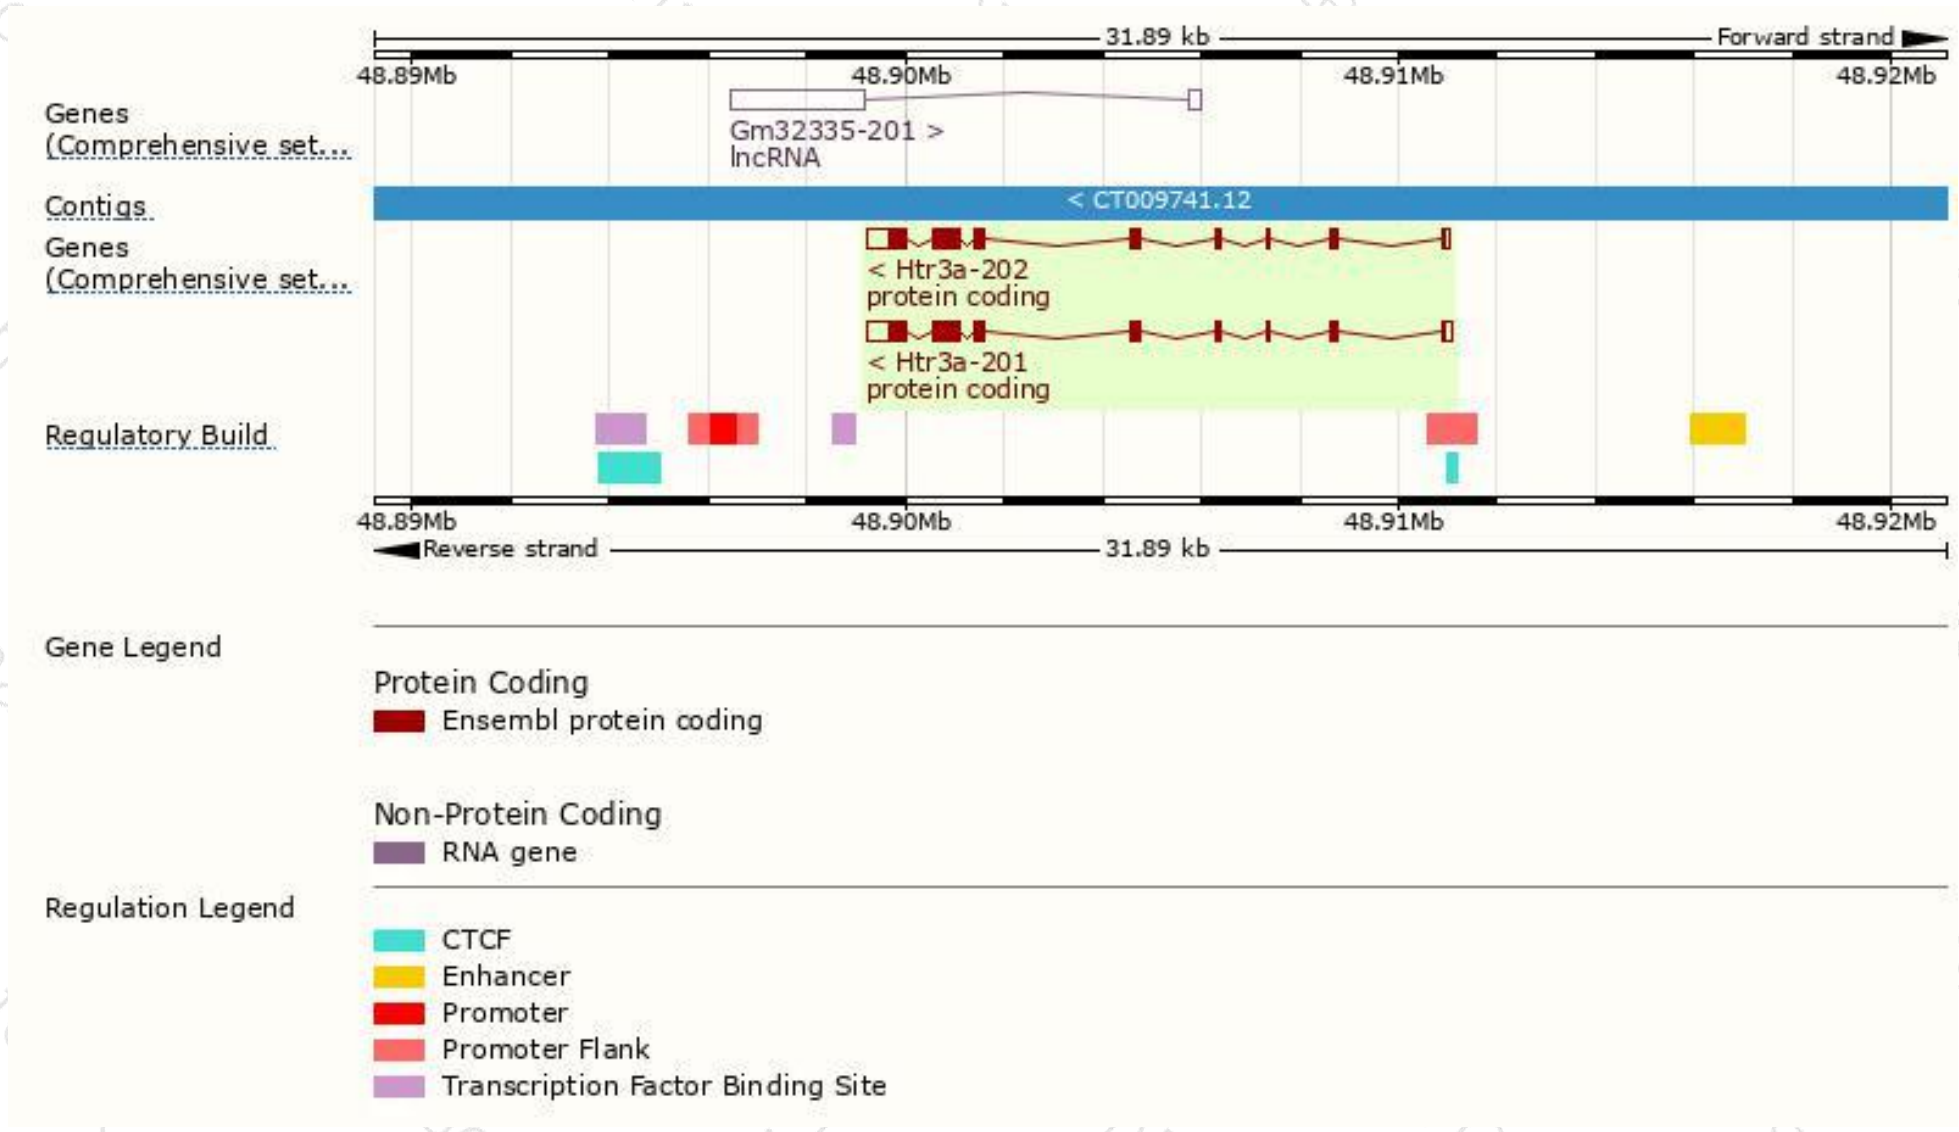 31.89 kb Forward strand
48.89Mb 48.90Mb 48.91Mb 48.92Mb
Genes
(Comprehensive set...
Gm32335-201 >
lncRNA
Contigs
< CT009741.12
Genes
(Comprehensive set...
< Htr3a-202
protein coding
< Htr3a-201
protein coding
Regulatory Build
48.89Mb 48.90Mb 48.91Mb 48.92Mb
Reverse strand 31.89 kb
Gene Legend
Protein Coding
Ensembl protein coding
Non-Protein Coding
RNA gene
Regulation Legend
CTCF
Enhancer
Promoter
Promoter Flank
Transcription Factor Binding Site